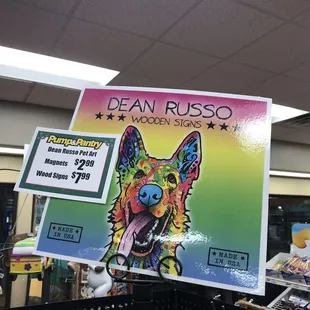 DEAN RUSSO
WOODEN SIGNS
Pump & Pantry
Dean Russo Pet Art
Magnets $2.99
Wood Signs $7.99
MADE IN
USA
MADE IN
USA